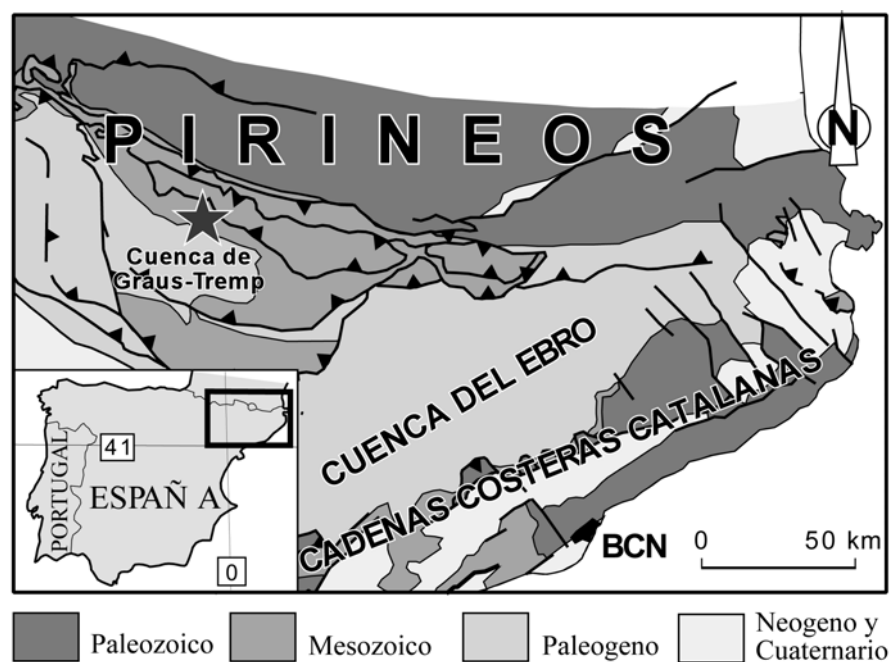 PIRINEOS
N
Cuenca de
Graus-Tremp
CUENCA DEL EBRO
CADENAS COSTERAS CATALANAS
BCN
0 50 km
41
PORTUGAL
ESPAÑA
0
Paleozoico
Mesozoico
Paleogeno
Neogeno y
Cuaternario